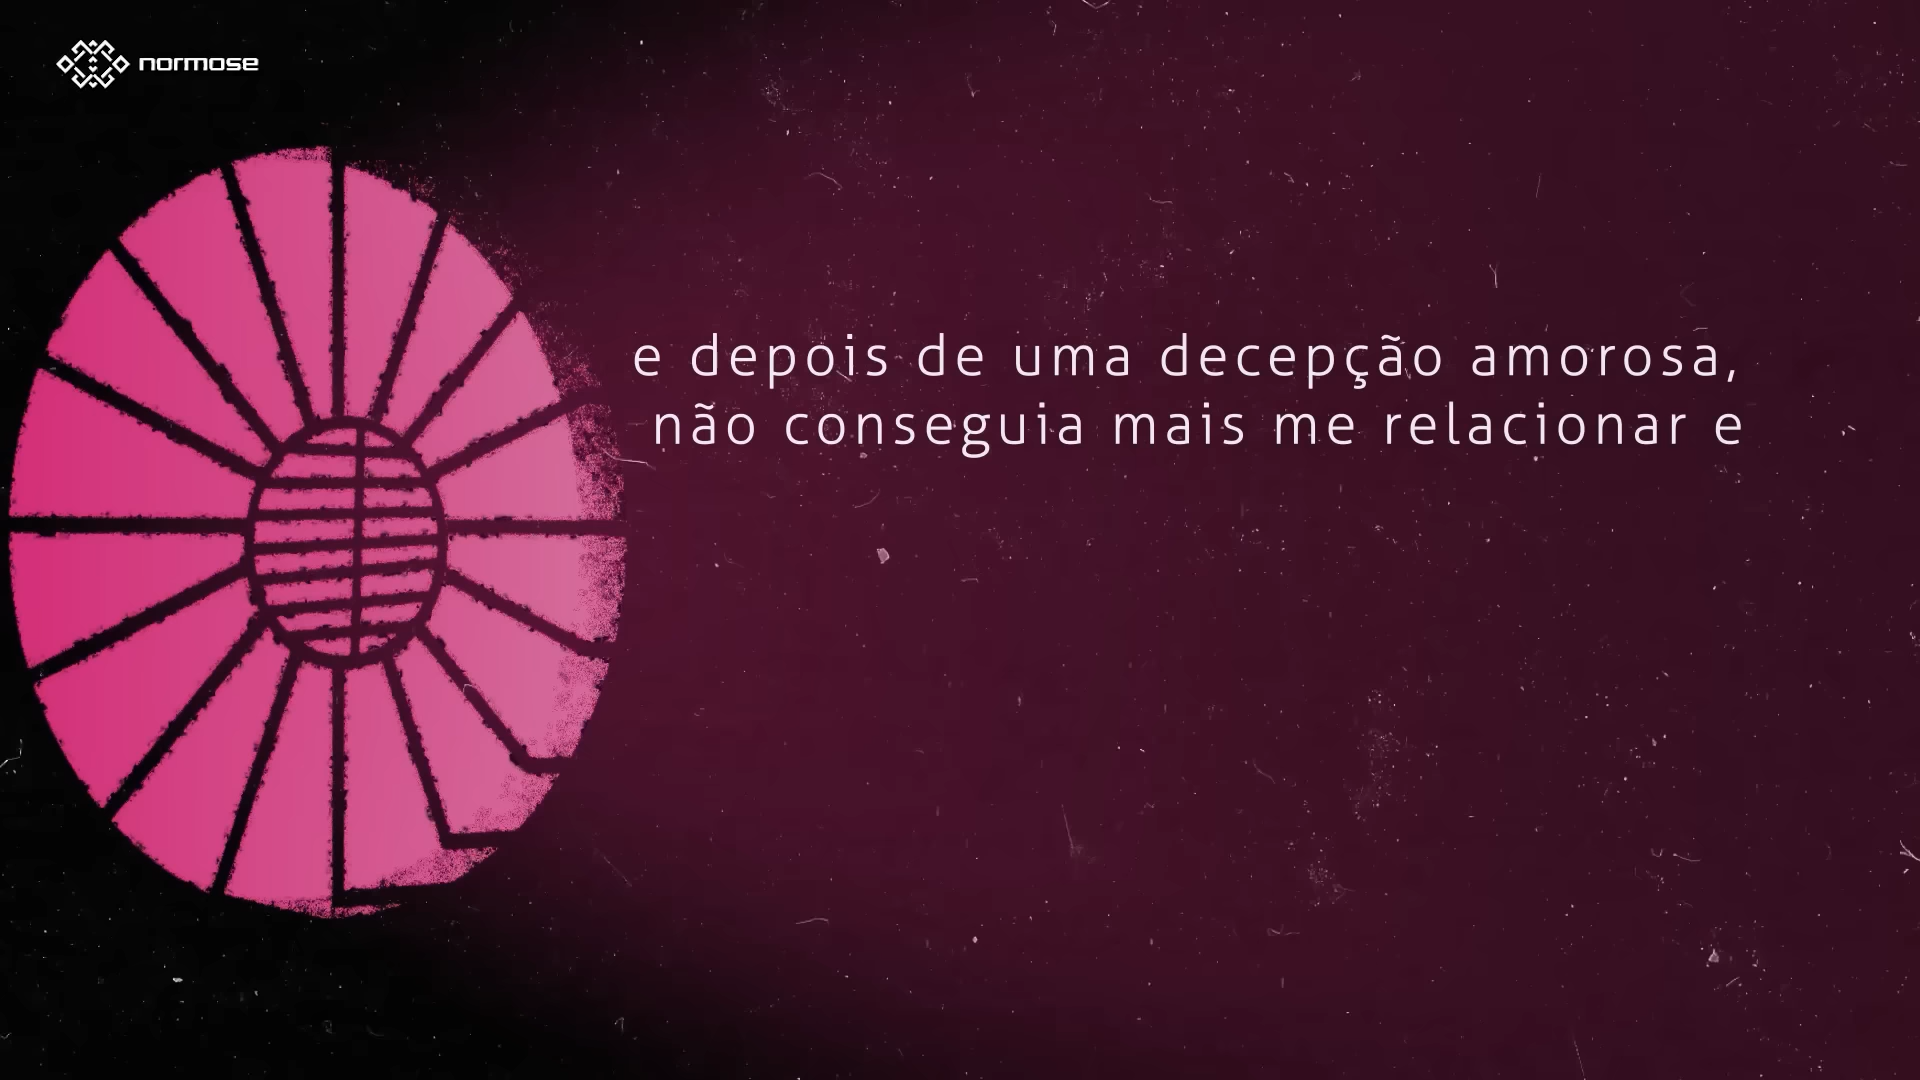 normose
e depois de uma decepção amorosa,
não conseguia mais me relacionar e